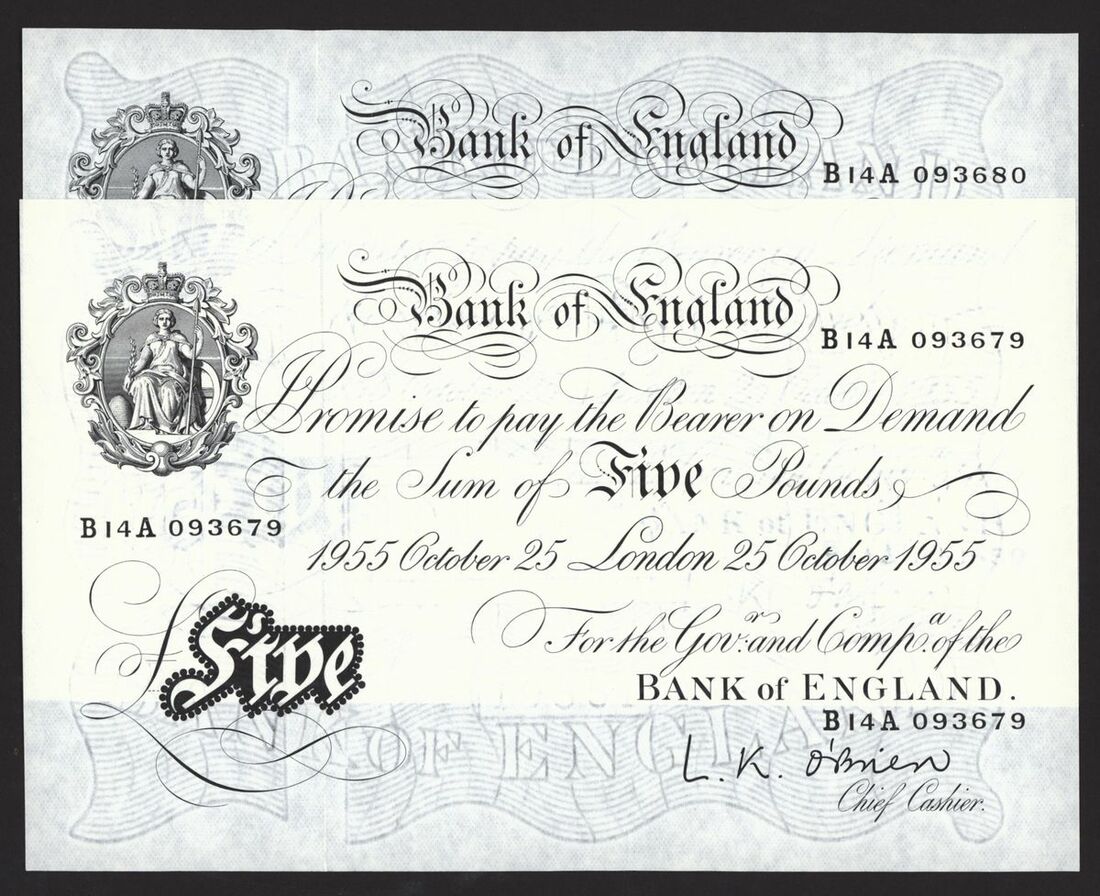 Bank of England
B14A 093680
Bank of England
B14A 093679
I Promise to pay the Bearer on Demand
the Sum of Five Pounds
B14A 093679
1955 October 25 London 25 October 1955
£Five
For the Govr. and Compa. of the
BANK of ENGLAND.
B14A 093679
L. K. O'Brien
Chief Cashier.
OF ENGLA